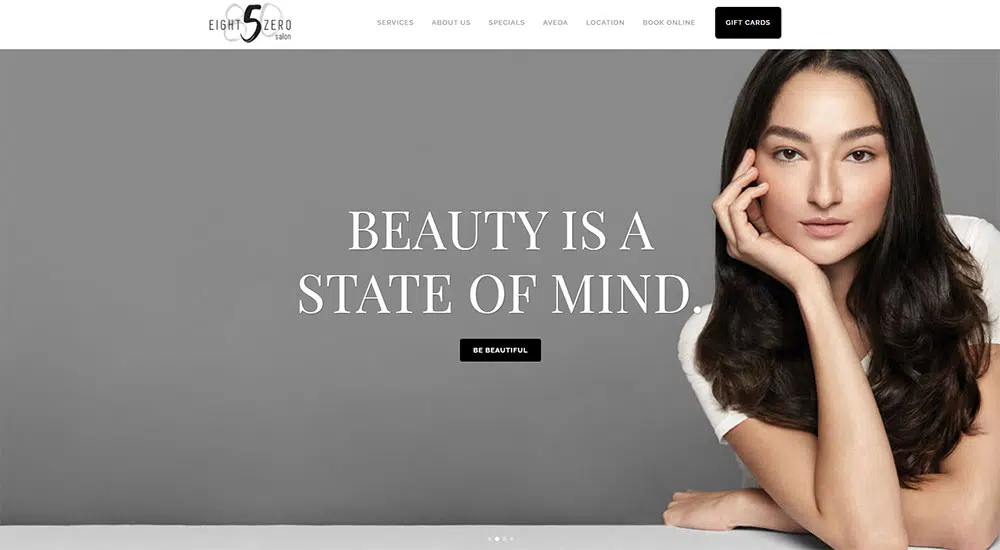 EIGHT 5 ZERO
salon
SERVICES
ABOUT US
SPECIALS
AVEDA
LOCATION
BOOK ONLINE
GIFT CARDS
BEAUTY IS A
STATE OF MIND.
BE BEAUTIFUL